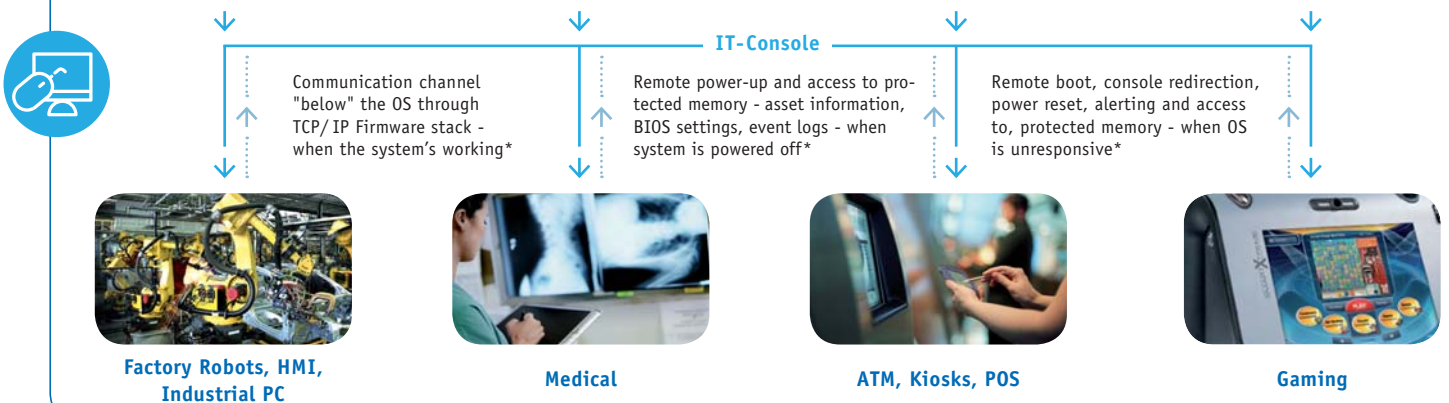 IT-Console
Communication channel
"below" the OS through
TCP/ IP Firmware stack -
when the system's working*
Remote power-up and access to pro-
tected memory - asset information,
BIOS settings, event logs - when
system is powered off*
Remote boot, console redirection,
power reset, alerting and access
to, protected memory - when OS
is unresponsive*
Factory Robots, HMI,
Industrial PC
Medical
ATM, Kiosks, POS
Gaming